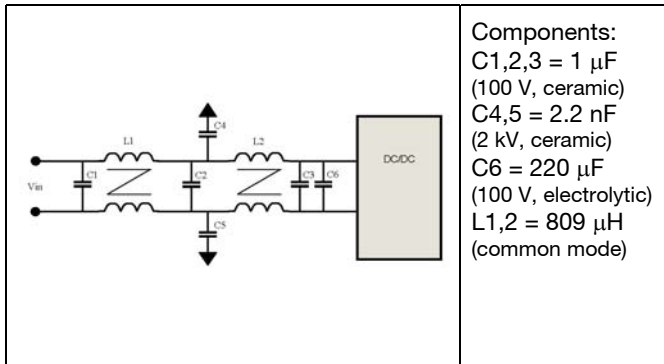 C4
L1
L2
DC/DC
C1
C2
C3
C6
Vin
C5
Components:
C1,2,3 = 1 μF
(100 V, ceramic)
C4,5 = 2.2 nF
(2 kV, ceramic)
C6 = 220 μF
(100 V, electrolytic)
L1,2 = 809 μH
(common mode)